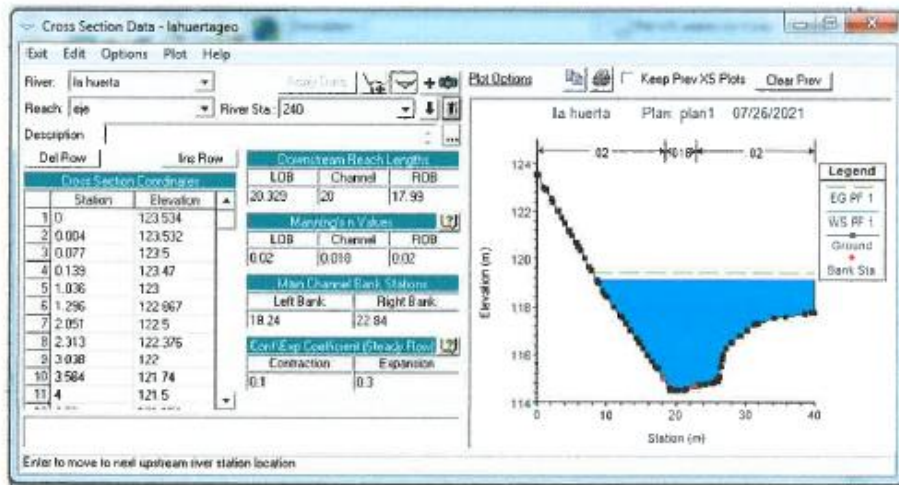 Cross Section Data - lahuertageo
Exit Edit Options Plot Help
River: la huerta
Reach: eje River Sta.: 240
Description
Del Row Ins Row
Cross Section Coordinates
Station Elevation
1 0 123.534
2 0.004 123.532
3 0.077 123.5
4 0.139 123.47
5 1.036 123
6 1.296 122.867
7 2.051 122.5
8 2.313 122.376
9 3.038 122
10 3.564 121.74
11 4 121.5
Downstream Reach Lengths
LOB Channel ROB
20.329 20 17.99
Manning's n Values
LOB Channel ROB
0.02 0.018 0.02
Main Channel Bank Stations
Left Bank Right Bank
18.24 22.84
Cont\Exp Coefficient (Steady Flow)
Contraction Expansion
0.1 0.3
Enter to move to next upstream river station location
Plot Options Keep Prev XS Plots Clear Prev
la huerta Plan: plan1 07/26/2021
.02 .02
Legend
EG PF 1
WS PF 1
Ground
Bank Sta
Elevation (m)
124
122
120
118
116
114
0 10 20 30 40
Station (m)